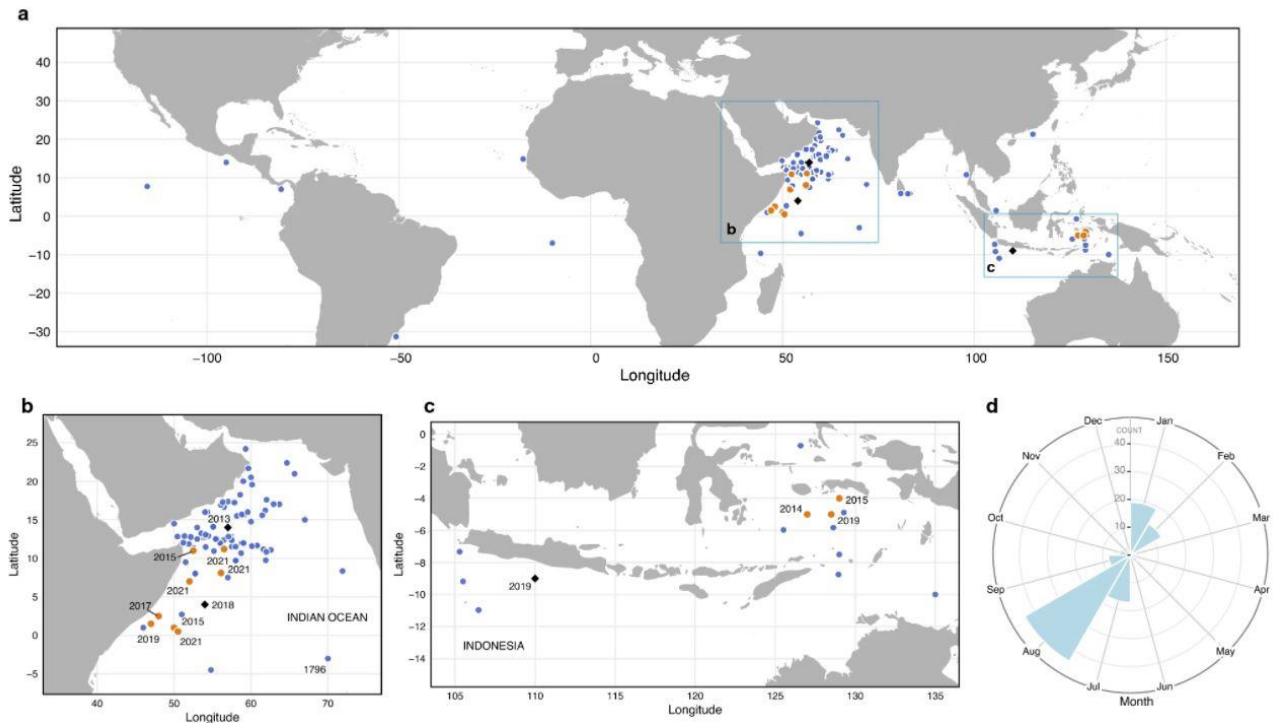 a
40
30
20
10
0
−10
−20
−30
Latitude
b
c
−100
−50
0
50
100
150
Longitude
b
25
20
15
10
5
0
−5
Latitude
2013
2015
2021
2021
2021
2018
2017
2015
2019
2021
INDIAN OCEAN
1796
40
50
60
70
Longitude
c
0
−2
−4
−6
−8
−10
−12
−14
Latitude
2015
2014
2019
2019
INDONESIA
105
110
115
120
125
130
135
Longitude
d
Dec
Jan
Nov
Feb
Oct
Mar
Sep
Apr
Aug
May
Jul
Jun
COUNT
40
30
20
10
Month